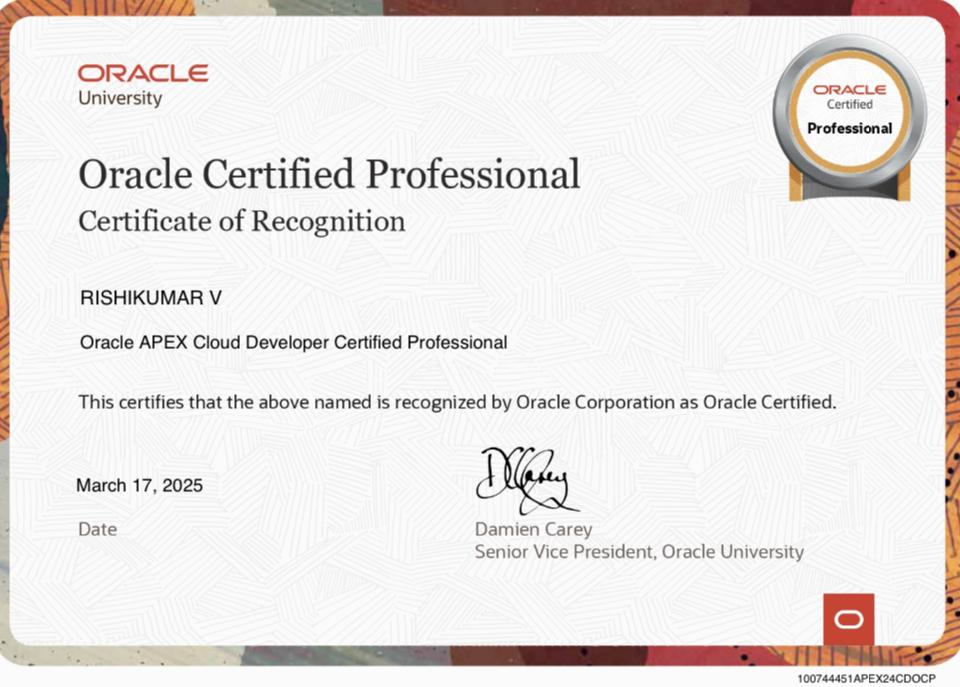 ORACLE
University
ORACLE
Certified
Professional
Oracle Certified Professional
Certificate of Recognition
RISHIKUMAR V
Oracle APEX Cloud Developer Certified Professional
This certifies that the above named is recognized by Oracle Corporation as Oracle Certified.
DCarey
March 17, 2025
Date
Damien Carey
Senior Vice President, Oracle University
100744451APEX24CDOCP